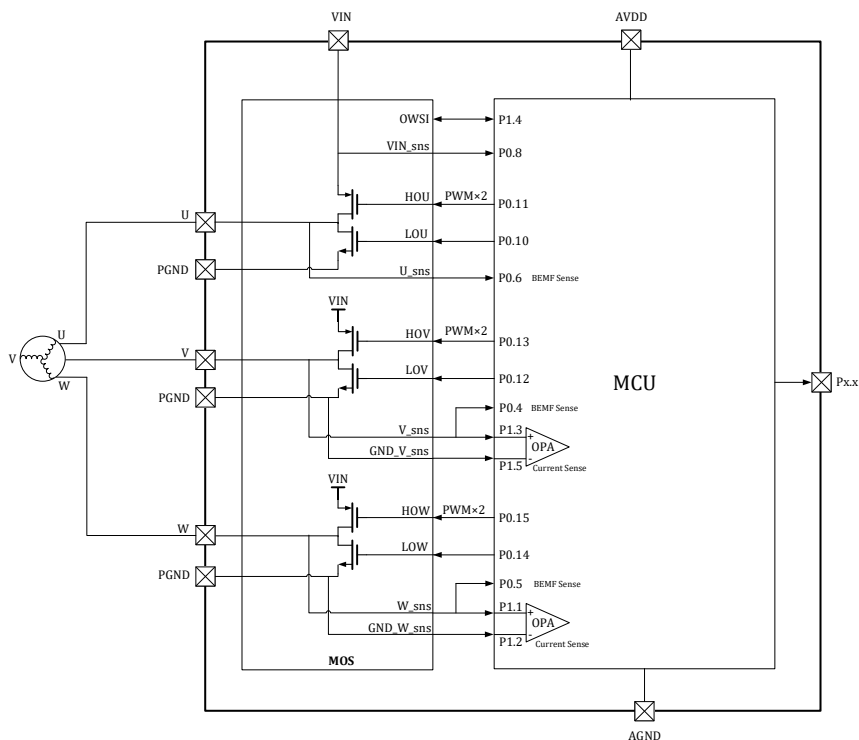 VIN
AVDD
OWSI
P1.4
VIN_sns
P0.8
HOU
PWM×2
P0.11
U
LOU
P0.10
PGND
U_sns
P0.6
BEMF Sense
VIN
U
HOV
PWM×2
P0.13
V
V
MCU
LOV
P0.12
Px.x
W
PGND
P0.4
BEMF Sense
V_sns
P1.3
+
OPA
GND_V_sns
-
P1.5
Current Sense
VIN
HOW
PWM×2
P0.15
W
LOW
P0.14
PGND
P0.5
BEMF Sense
W_sns
P1.1
+
OPA
GND_W_sns
-
P1.2
Current Sense
MOS
AGND